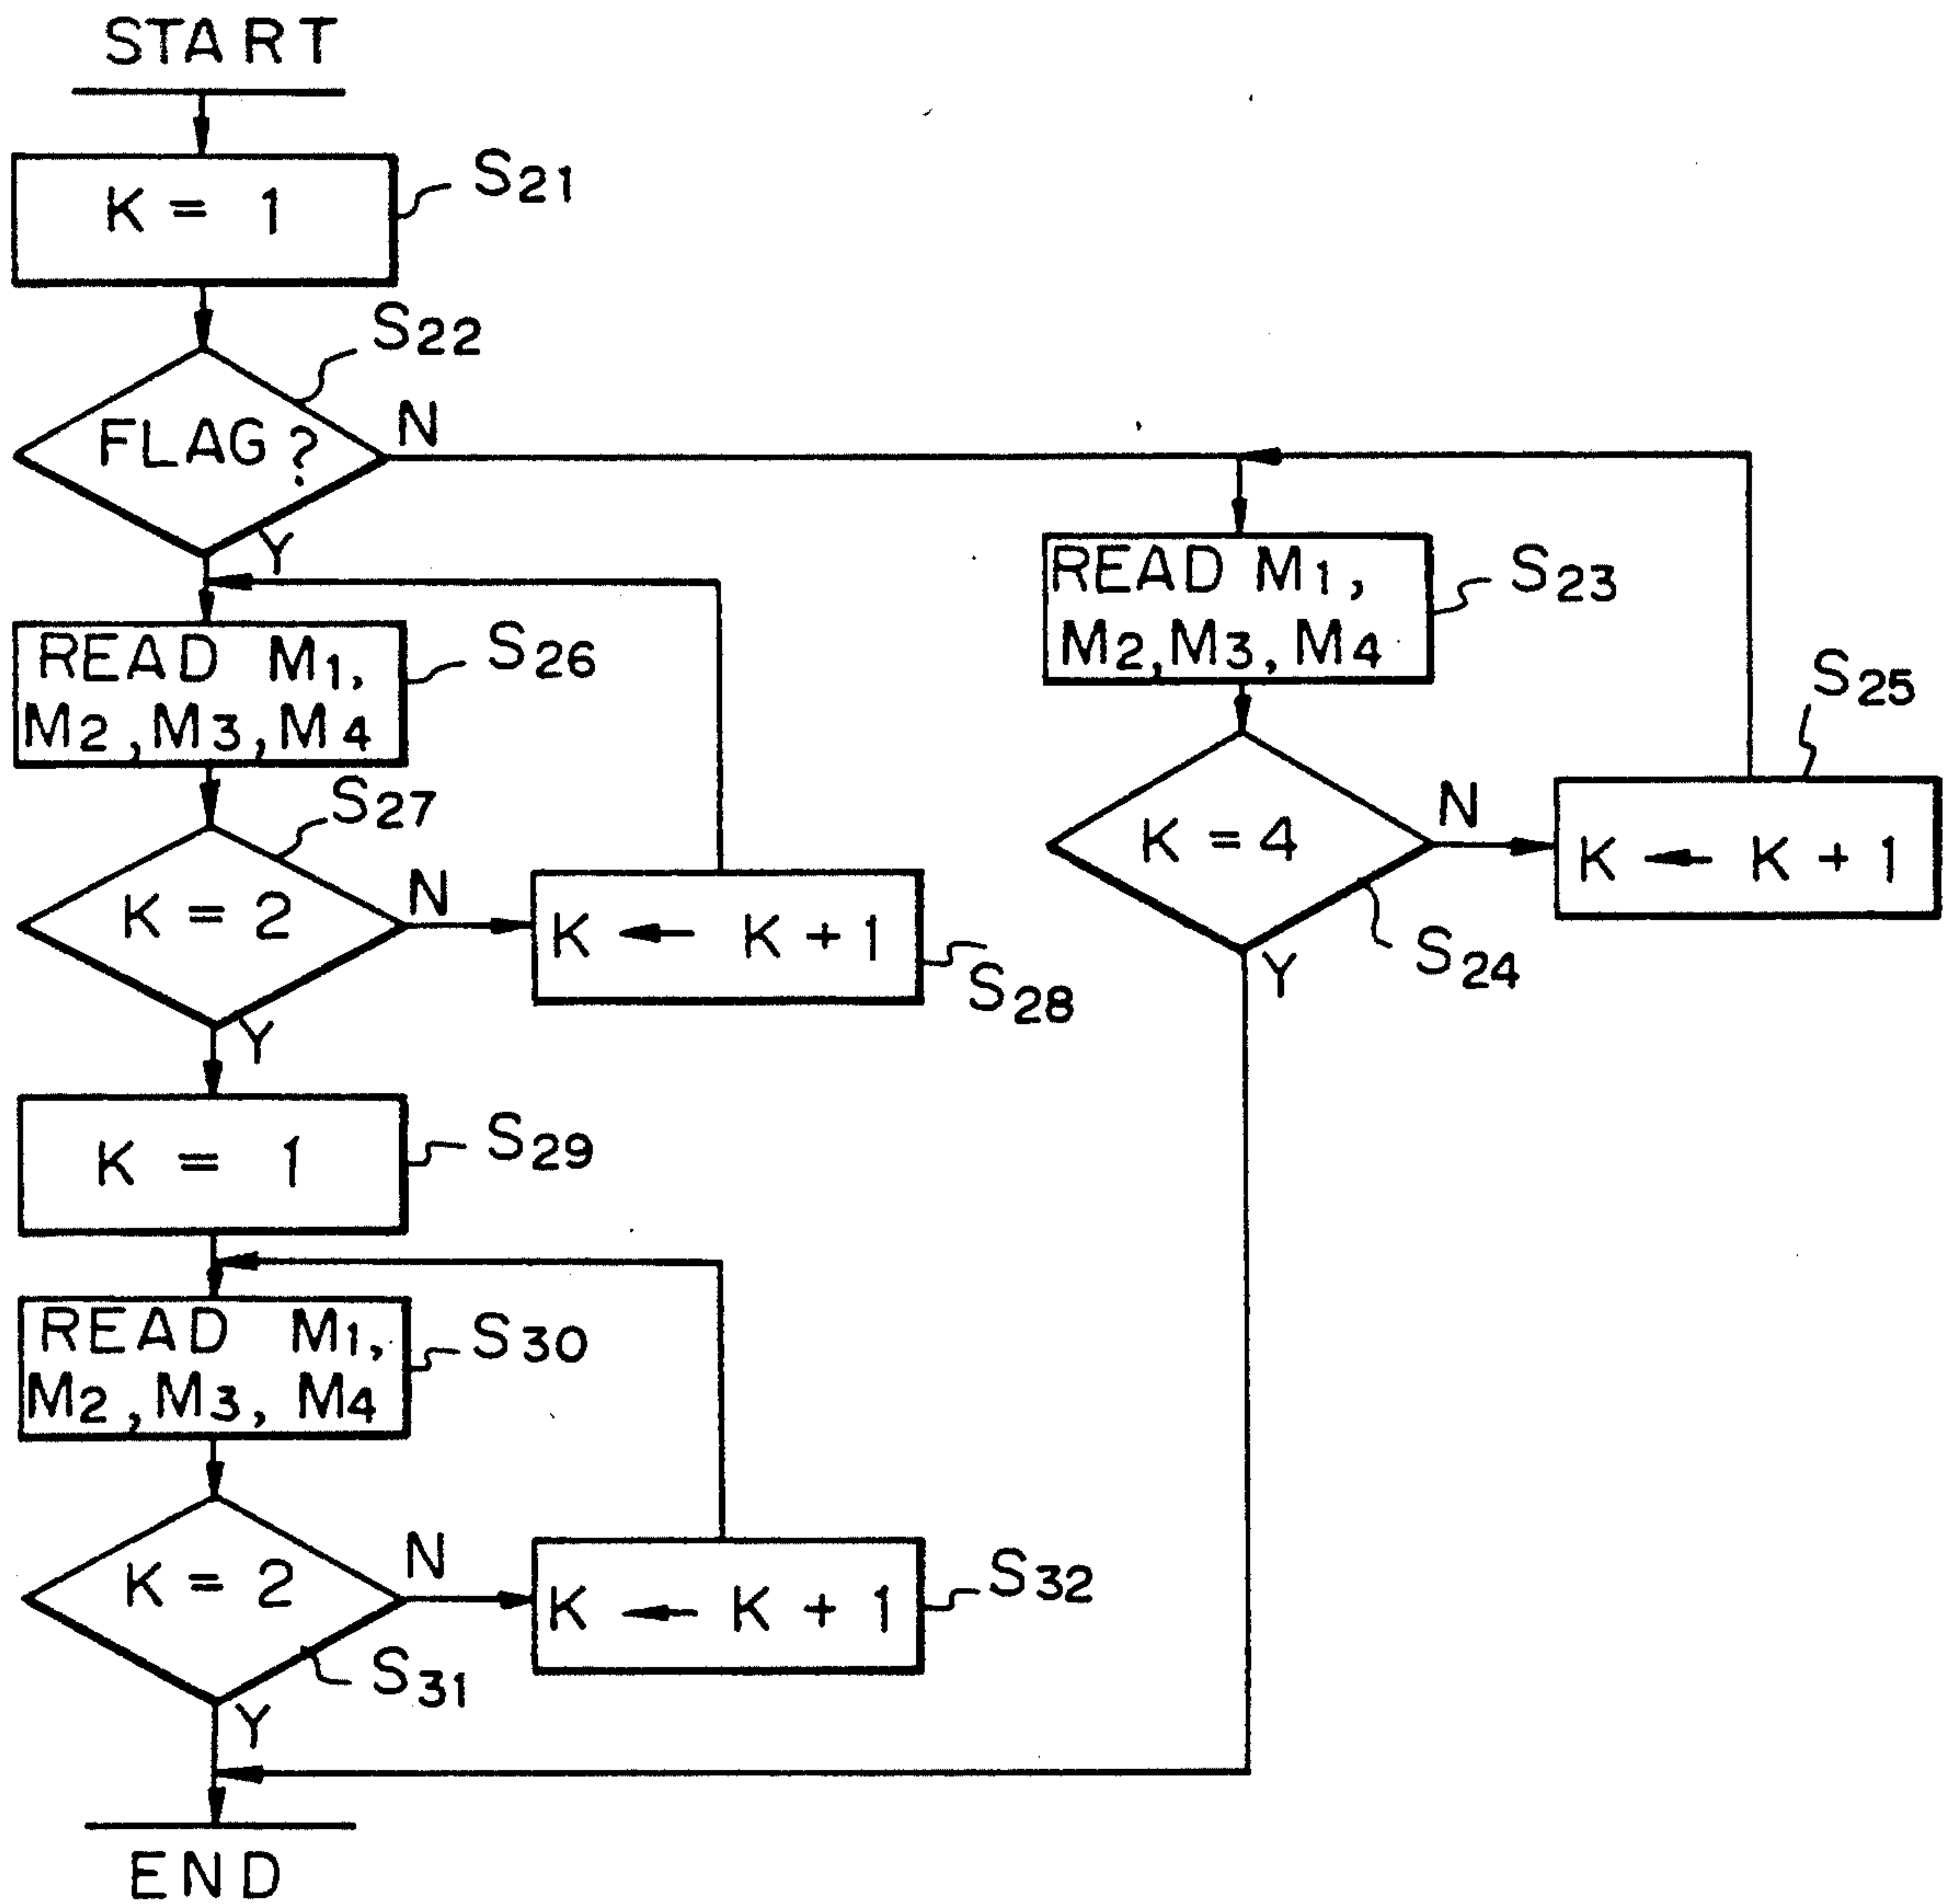 START
K = 1
S21
S22
FLAG ?
N
Y
READ M1,
M2, M3, M4
S26
S27
K = 2
N
K ← K + 1
S28
Y
K = 1
S29
READ M1,
M2, M3, M4
S30
K = 2
N
K ← K + 1
S32
S31
Y
END
READ M1,
M2, M3, M4
S23
K = 4
N
S25
K ← K + 1
S24
Y